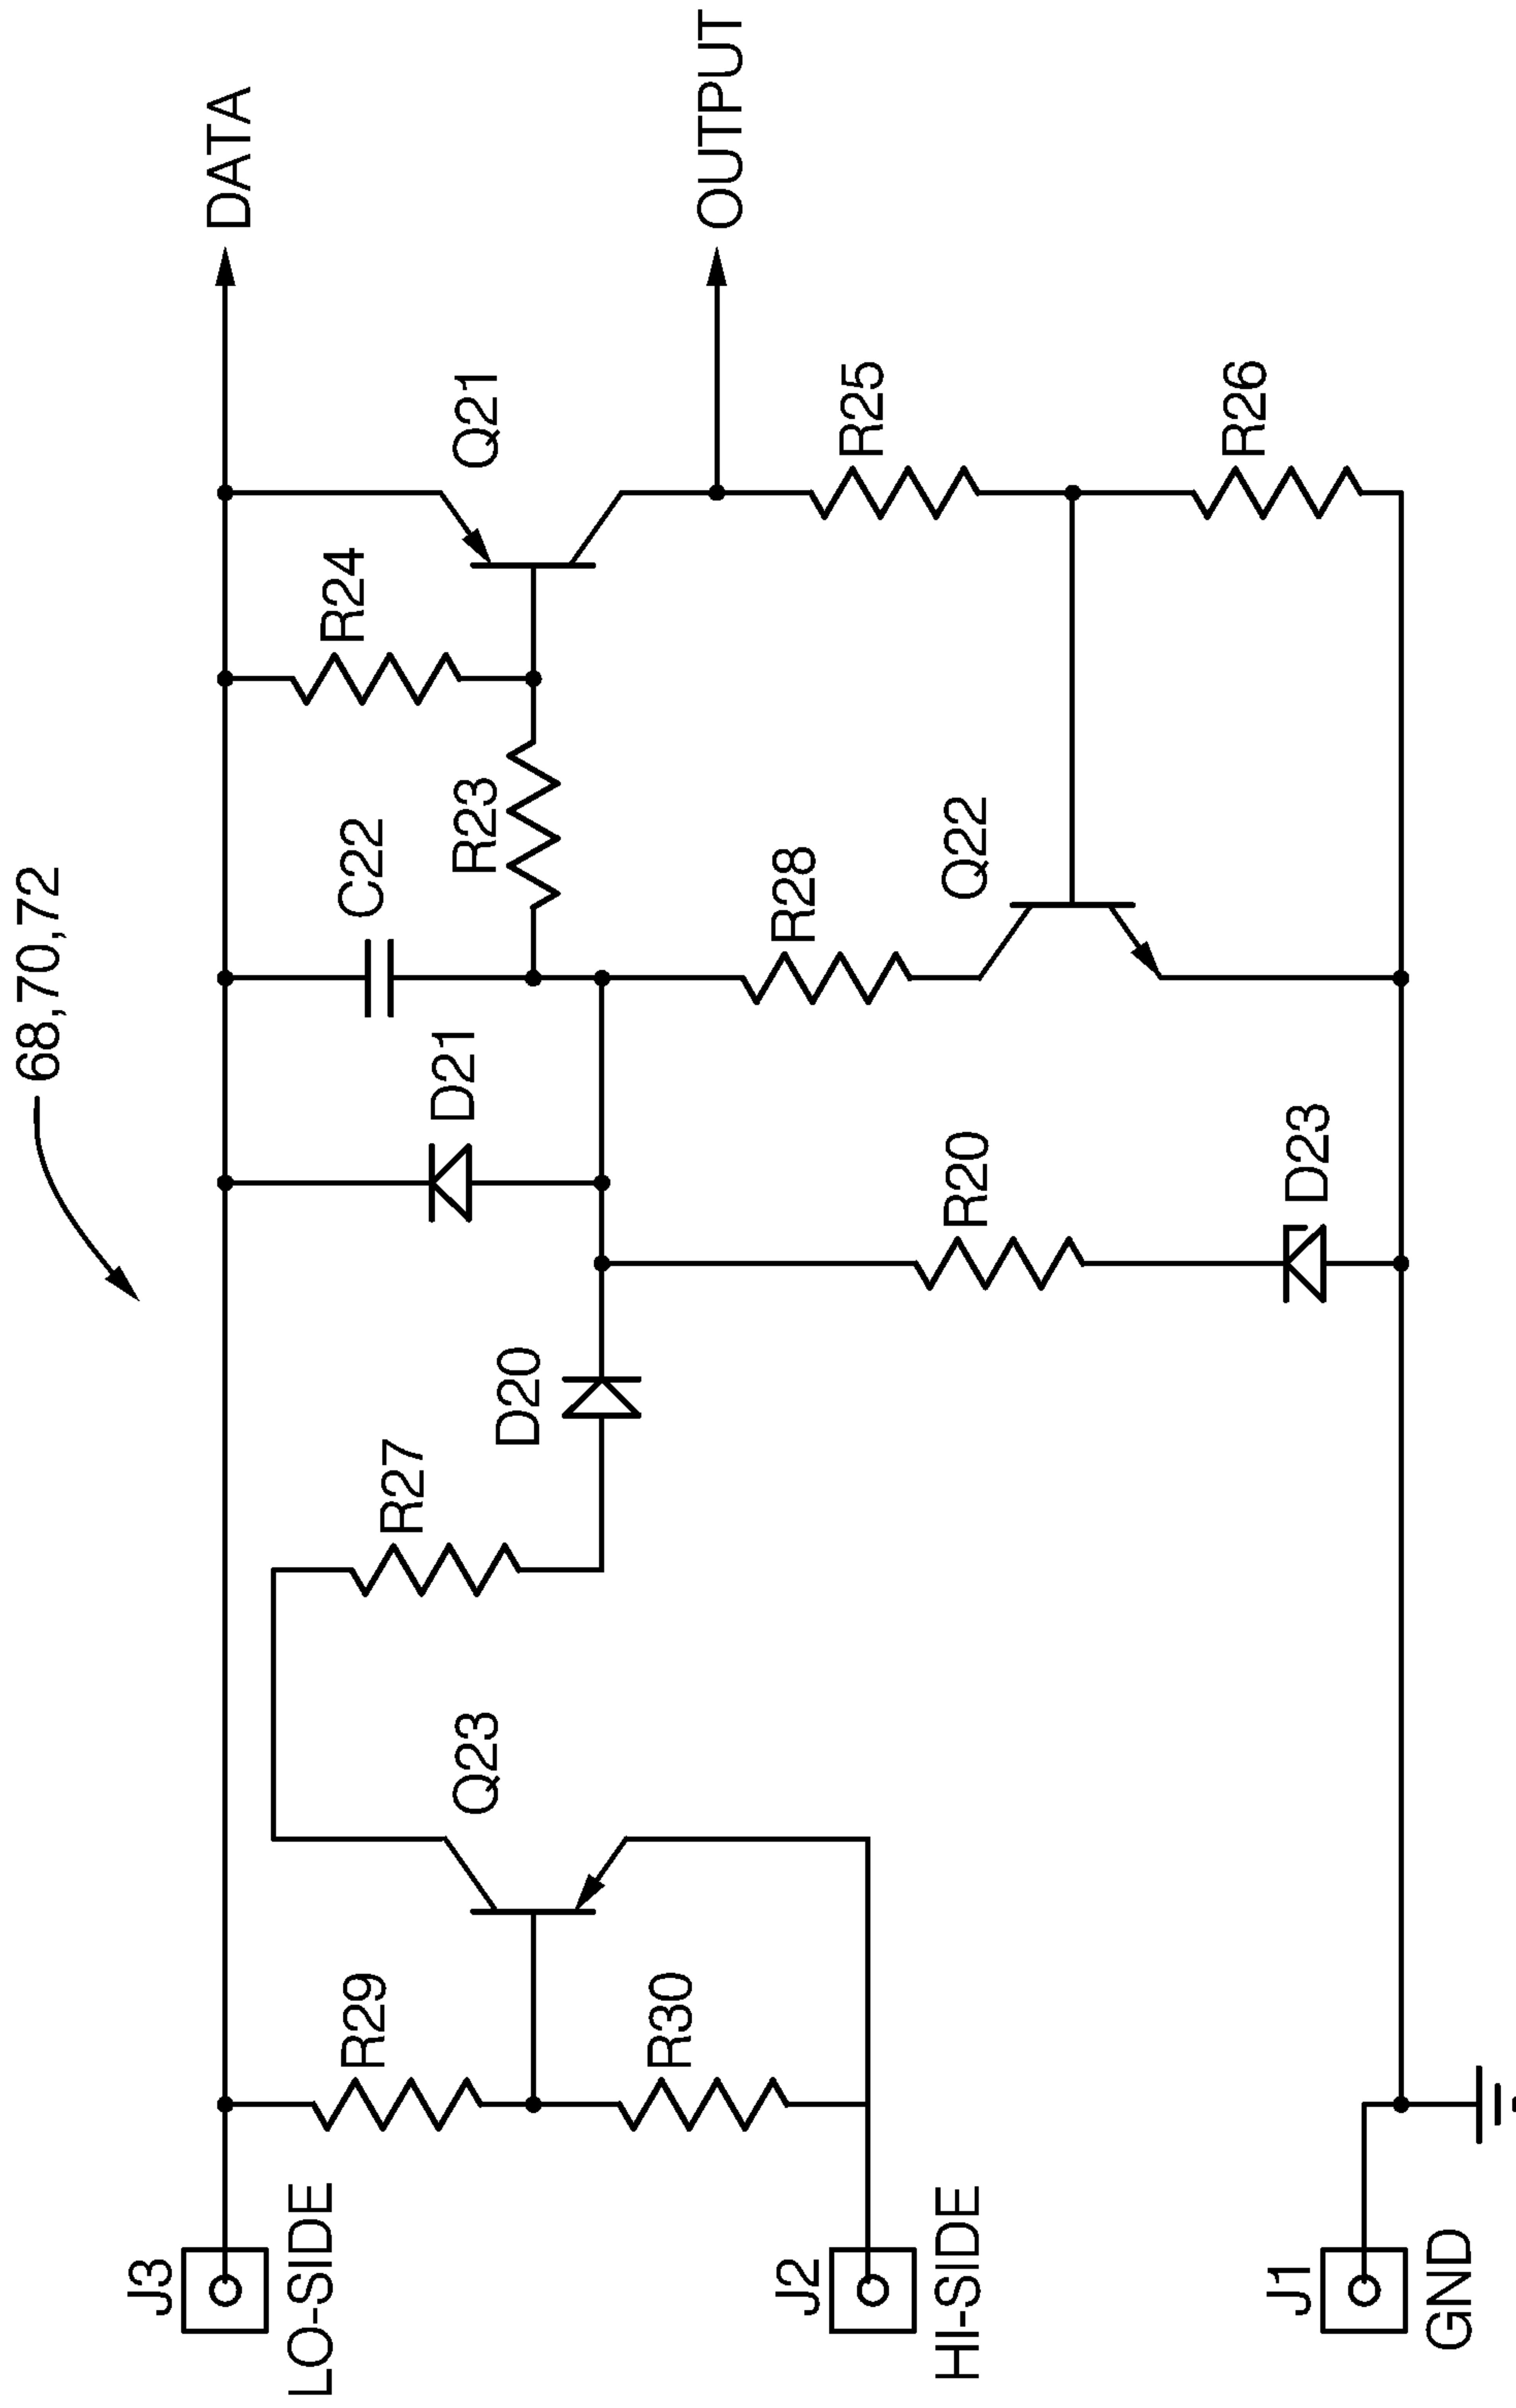 68,70,72
DATA
OUTPUT
Q21
R24
R25
R26
C22
R23
R28
Q22
D21
R20
D23
D20
R27
Q23
R29
R30
J3
LO-SIDE
J2
HI-SIDE
J1
GND